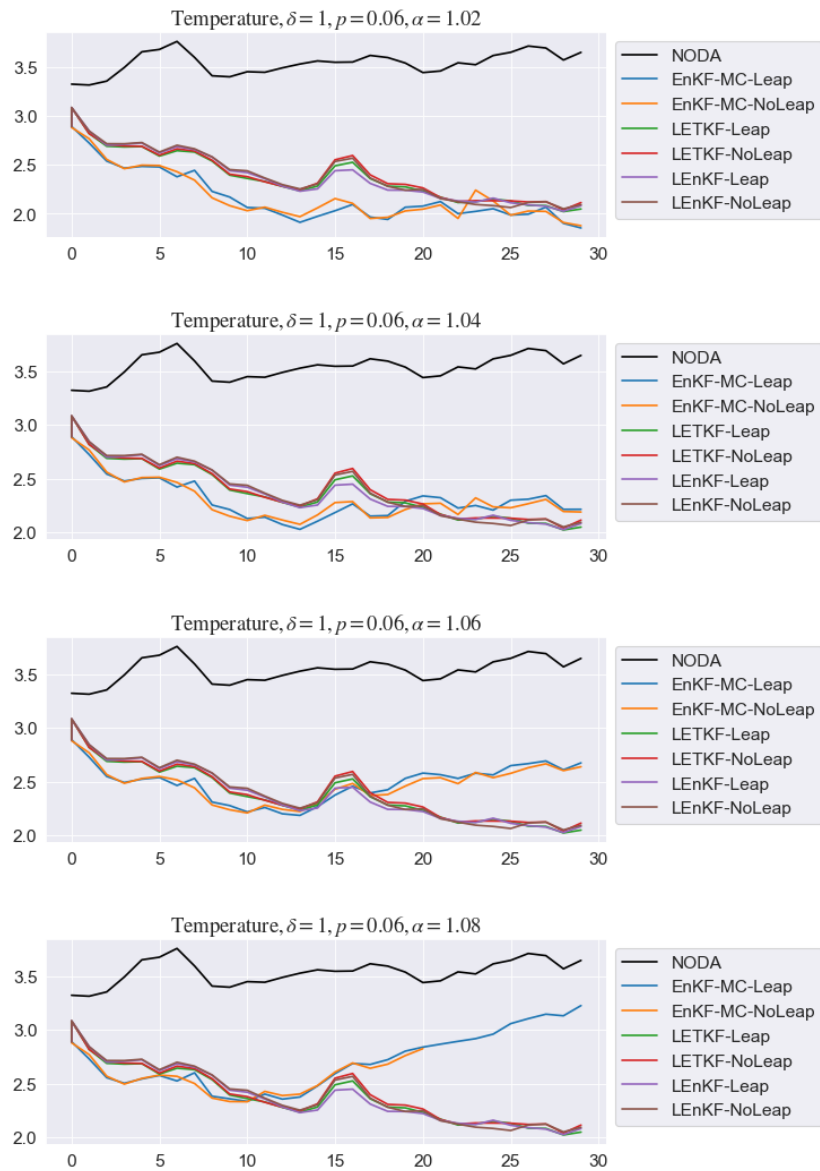 Temperature, δ = 1, p = 0.06, α = 1.02
3.5
3.0
2.5
2.0
0 5 10 15 20 25 30
NODA
EnKF-MC-Leap
EnKF-MC-NoLeap
LETKF-Leap
LETKF-NoLeap
LEnKF-Leap
LEnKF-NoLeap
Temperature, δ = 1, p = 0.06, α = 1.04
3.5
3.0
2.5
2.0
0 5 10 15 20 25 30
NODA
EnKF-MC-Leap
EnKF-MC-NoLeap
LETKF-Leap
LETKF-NoLeap
LEnKF-Leap
LEnKF-NoLeap
Temperature, δ = 1, p = 0.06, α = 1.06
3.5
3.0
2.5
2.0
0 5 10 15 20 25 30
NODA
EnKF-MC-Leap
EnKF-MC-NoLeap
LETKF-Leap
LETKF-NoLeap
LEnKF-Leap
LEnKF-NoLeap
Temperature, δ = 1, p = 0.06, α = 1.08
3.5
3.0
2.5
2.0
0 5 10 15 20 25 30
NODA
EnKF-MC-Leap
EnKF-MC-NoLeap
LETKF-Leap
LETKF-NoLeap
LEnKF-Leap
LEnKF-NoLeap